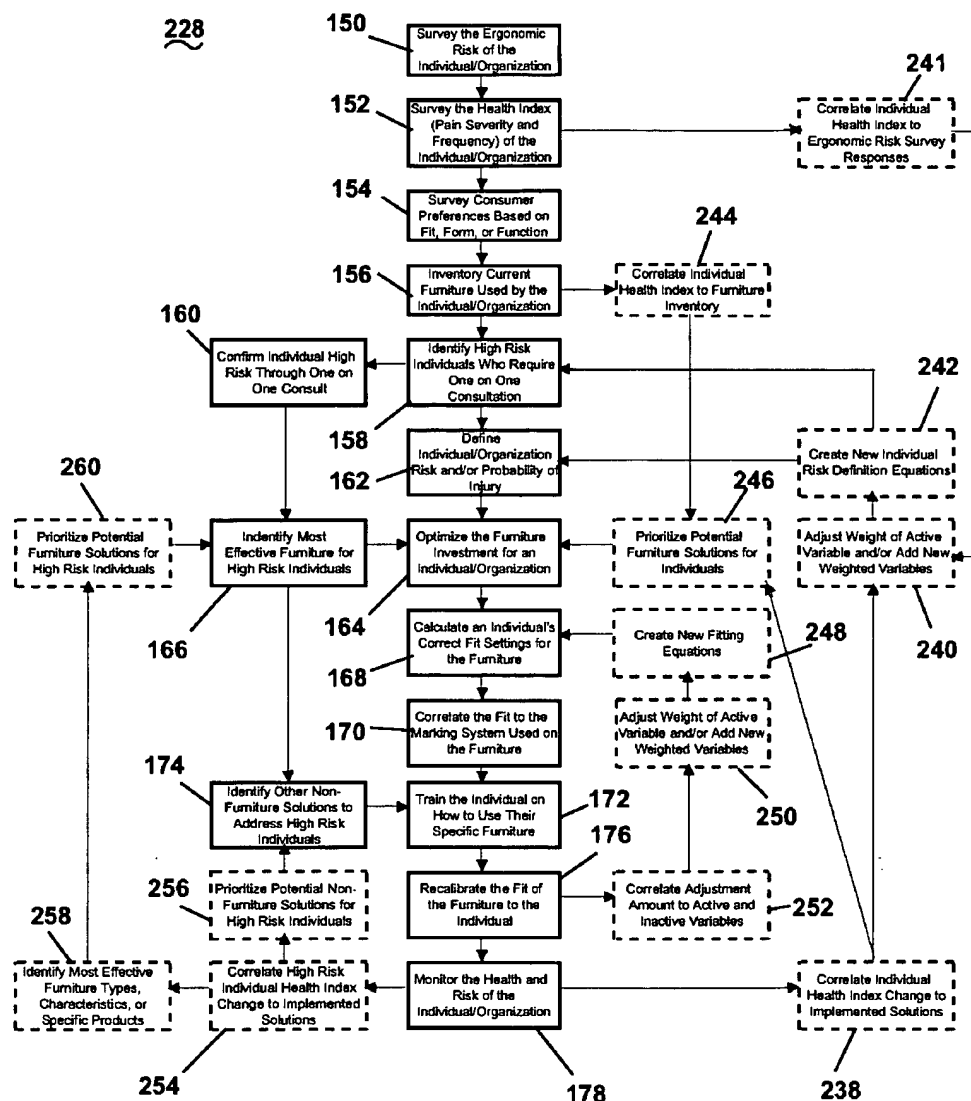 228
150
Survey the Ergonomic
Risk of the
Individual/Organization
241
152
Survey the Health Index
(Pain Severity and
Frequency) of the
Individual/Organization
Correlate Individual
Health Index to
Ergonomic Risk Survey
Responses
154
Survey Consumer
Preferences Based on
Fit, Form, or Function
244
156
Inventory Current
Furniture Used by the
Individual/Organization
Correlate Individual
Health Index to Furniture
Inventory
160
Confirm Individual High
Risk Through One on
One Consult
Identify High Risk
Individuals Who Require
One on One
Consultation
158
242
Define
Individual/Organization
Risk and/or Probability of
Injury
162
Create New Individual
Risk Definition Equations
260
246
Prioritize Potential
Furniture Solutions for
High Risk Individuals
Indentify Most
Effective Furniture for
High Risk Individuals
166
Optimize the Furniture
Investment for an
Individual/Organization
164
Prioritize Potential
Furniture Solutions for
Individuals
Adjust Weight of Active
Variable and/or Add New
Weighted Variables
240
Calculate an Individual's
Correct Fit Settings for
the Furniture
168
Create New Fitting
Equations
248
170
Correlate the Fit to the
Marking System Used on
the Furniture
Adjust Weight of Active
Variable and/or Add New
Weighted Variables
250
174
Identify Other Non-
Furniture Solutions to
Address High Risk
Individuals
Train the Individual on
How to Use Their
Specific Furniture
172
176
256
Prioritize Potential Non-
Furniture Solutions for
High Risk Individuals
Recalibrate the Fit of
the Furniture to the
Individual
Correlate Adjustment
Amount to Active and
Inactive Variables
252
258
Identify Most Effective
Furniture Types,
Characteristics, or
Specific Products
Correlate High Risk
Individual Health Index
Change to Implemented
Solutions
254
Monitor the Health and
Risk of the
Individual/Organization
178
Correlate Individual
Health Index Change to
Implemented Solutions
238